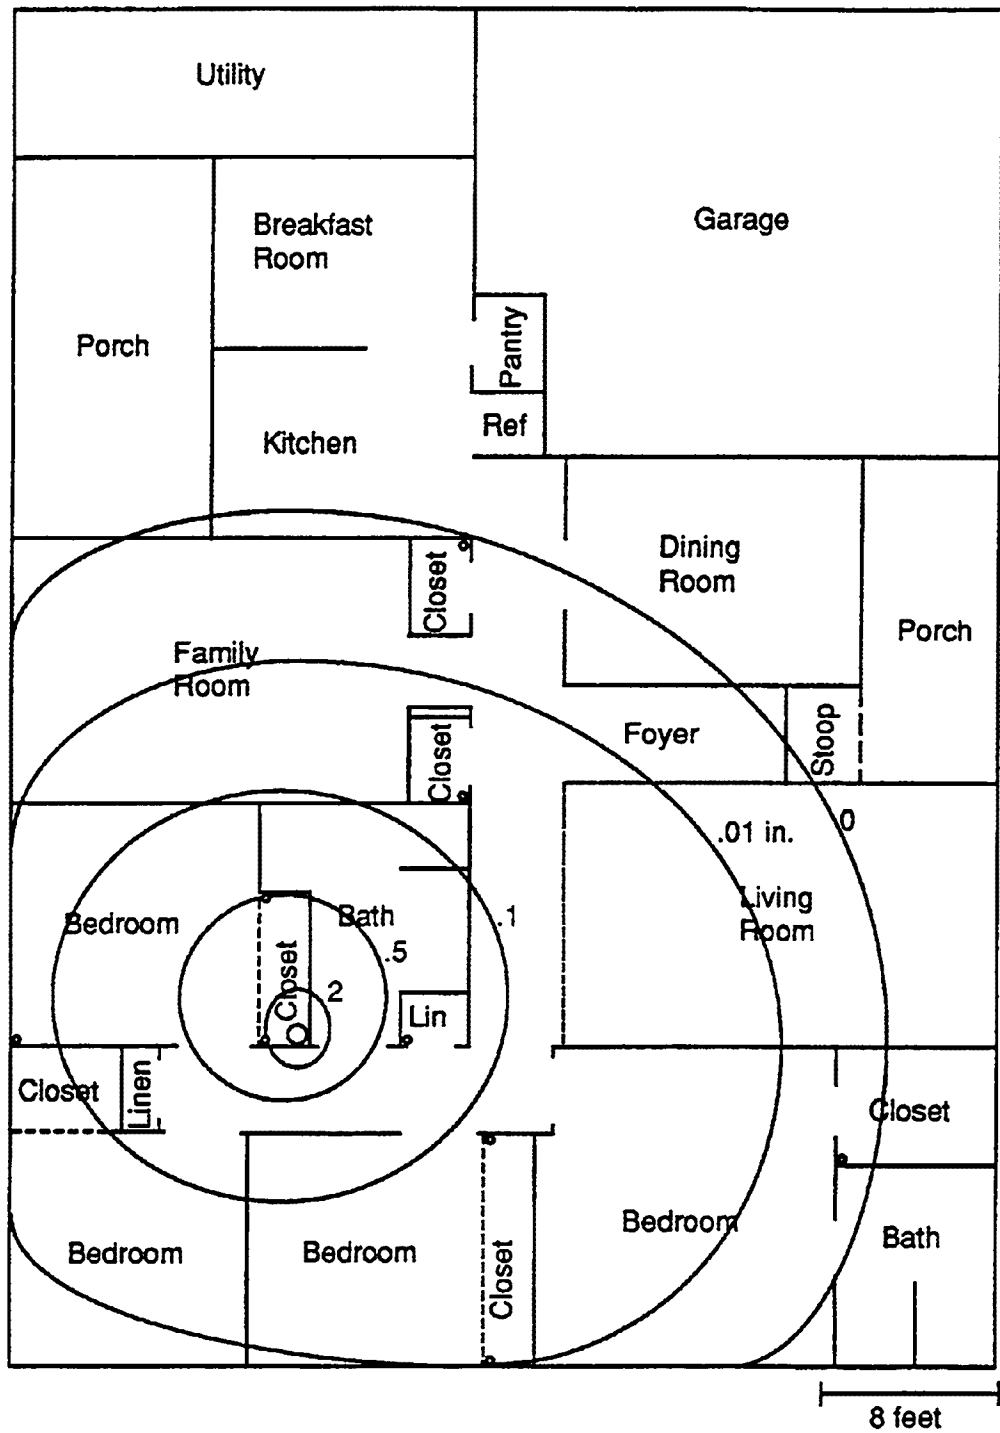 Utility
Breakfast
Room
Garage
Porch
Pantry
Kitchen
Ref
Closet
Dining
Room
Porch
Family
Room
Foyer
Stoop
Closet
.01 in.
0
Living
Room
Bedroom
Bath
.1
.5
Closet
2
Lin
Closet
Linen
Closet
Bedroom
Bedroom
Closet
Bedroom
Bath
8 feet